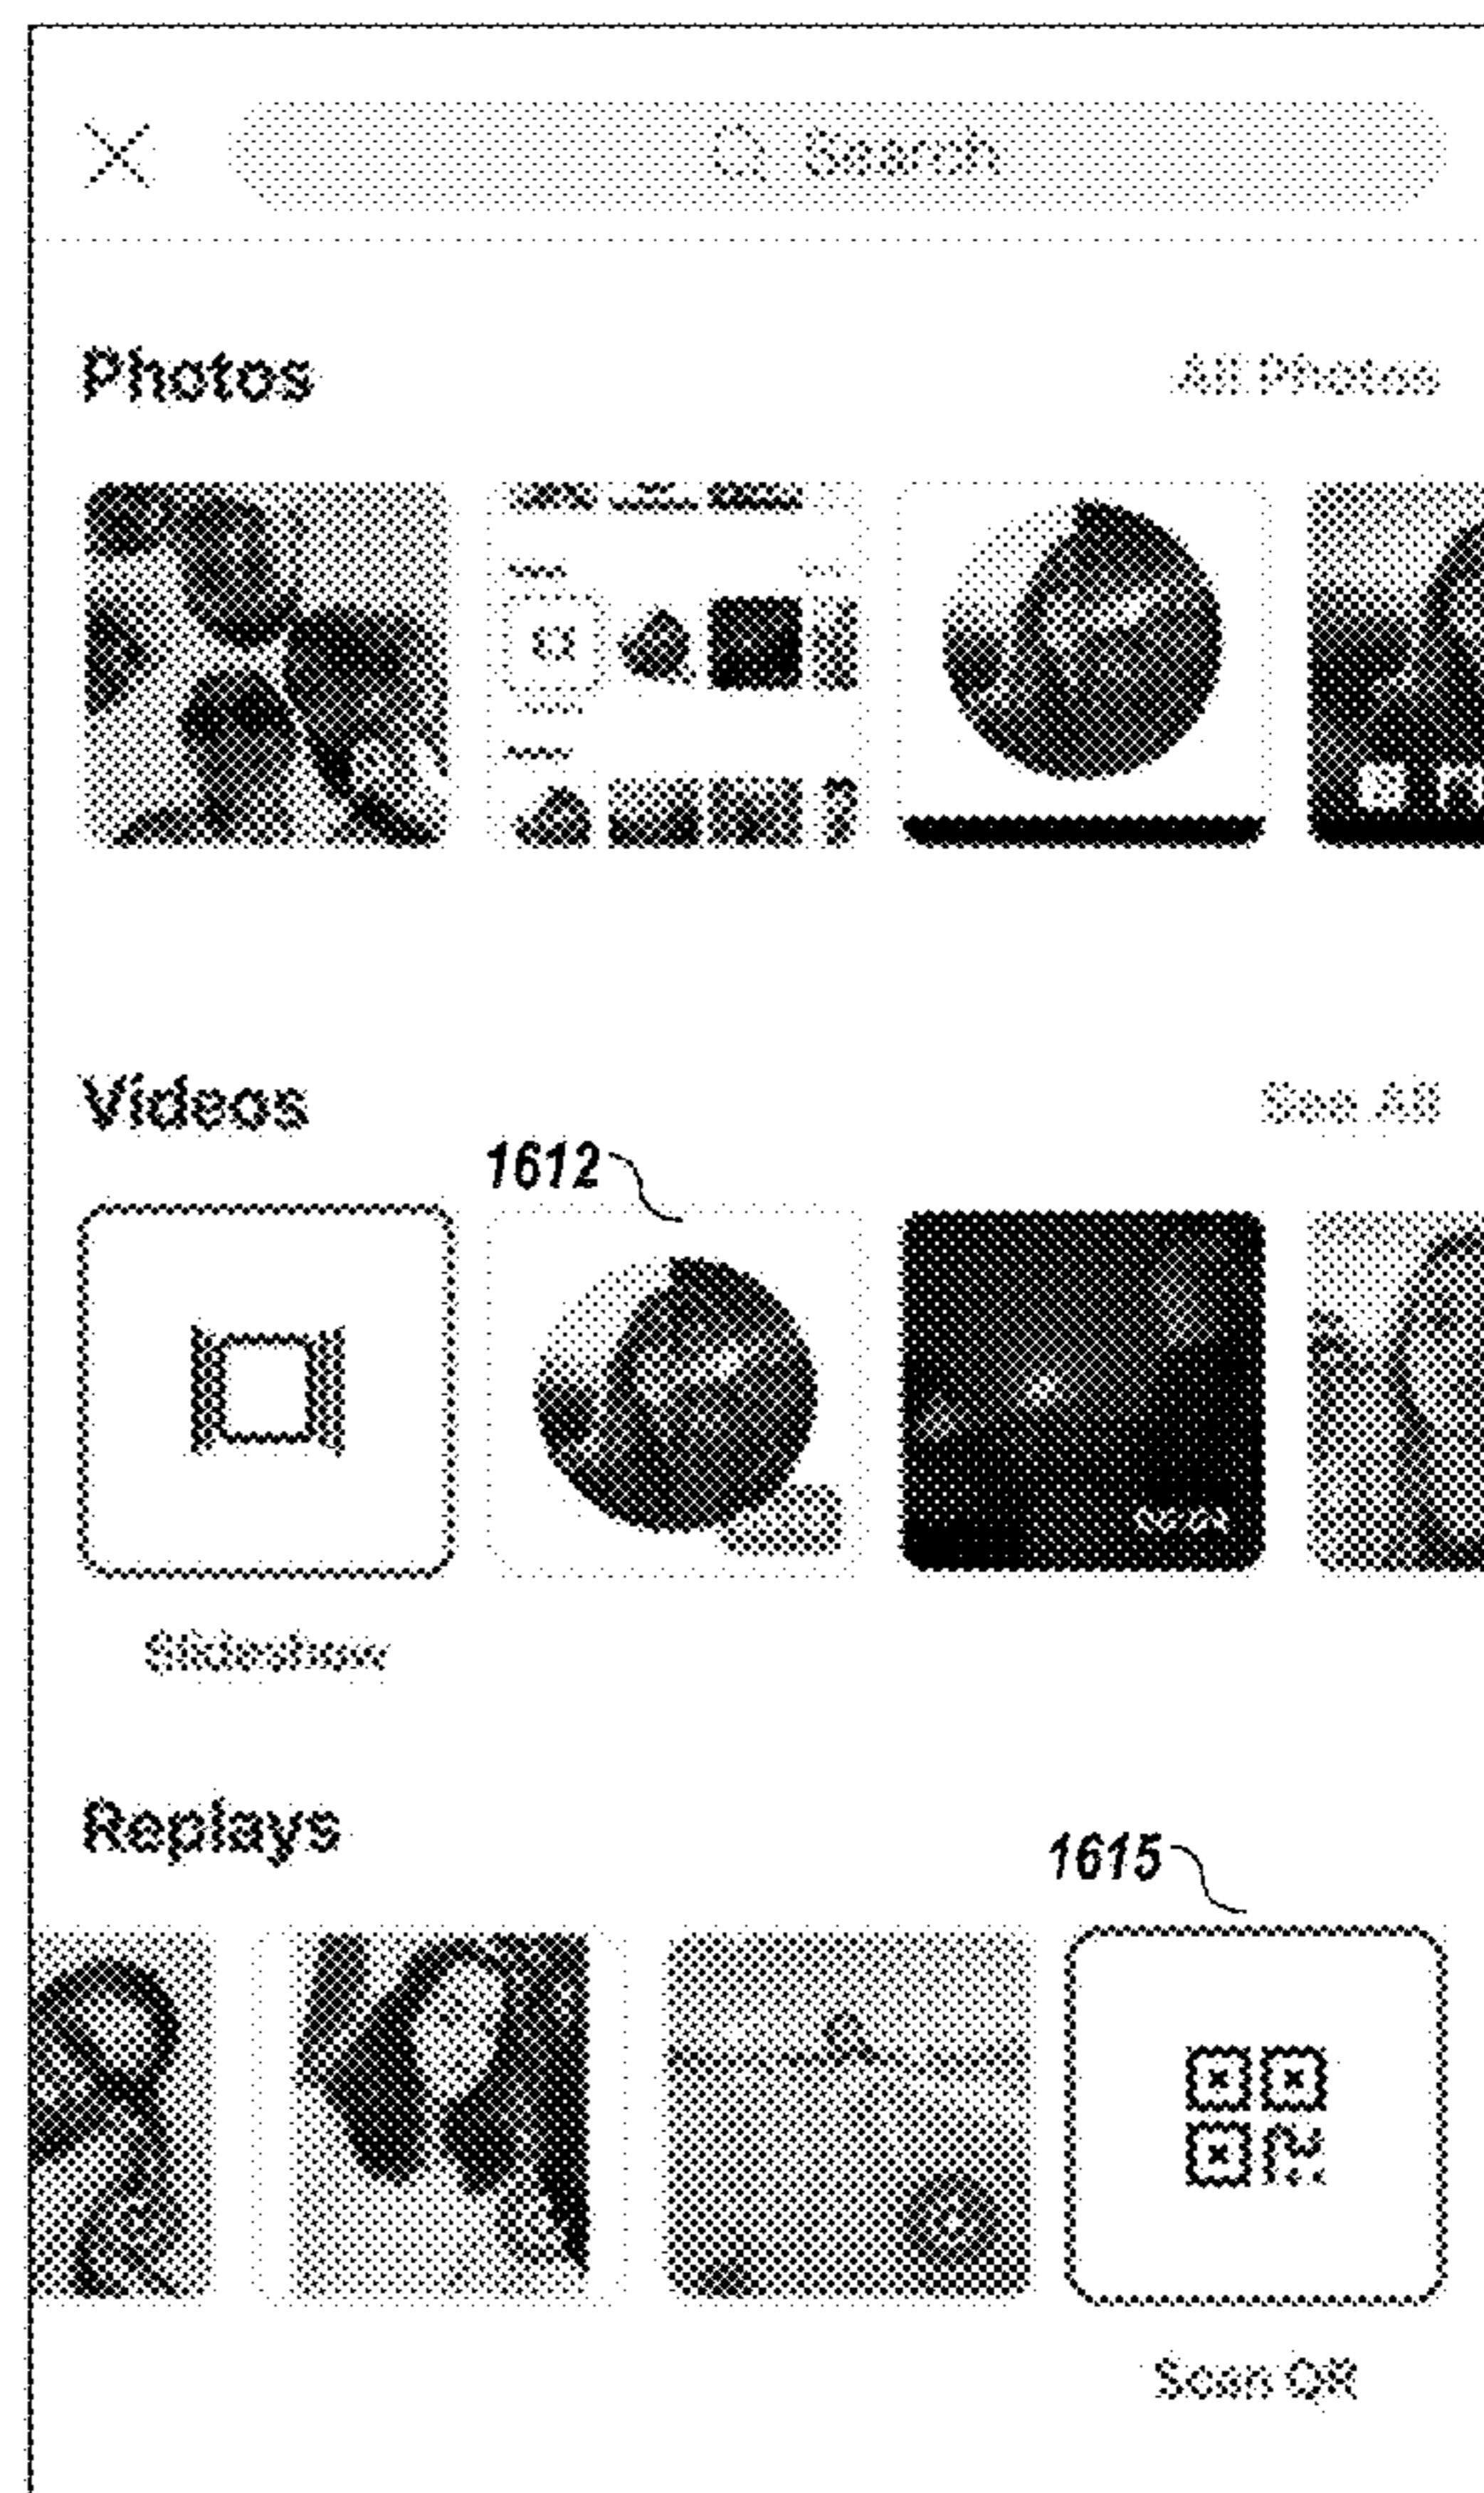 Search
Photos
All Photos
Videos
See All
1612
Slideshow
Replays
1615
Scan QR